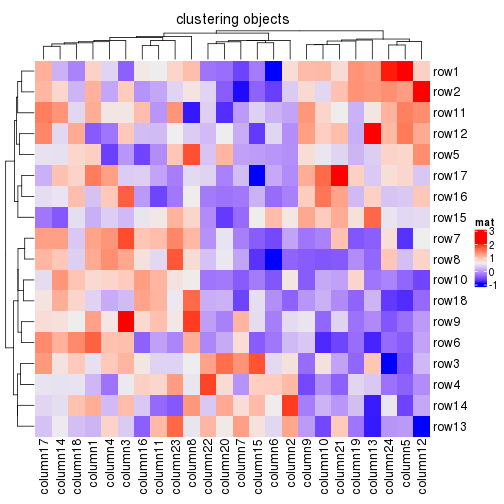 clustering objects
row1
row2
row11
row12
row5
row17
row16
row15
row7
row8
row10
row18
row9
row6
row3
row4
row14
row13
mat
3
2
1
0
-1
column17
column14
column18
column1
column4
column3
column16
column11
column23
column8
column22
column20
column7
column15
column6
column2
column9
column10
column21
column19
column13
column24
column5
column12